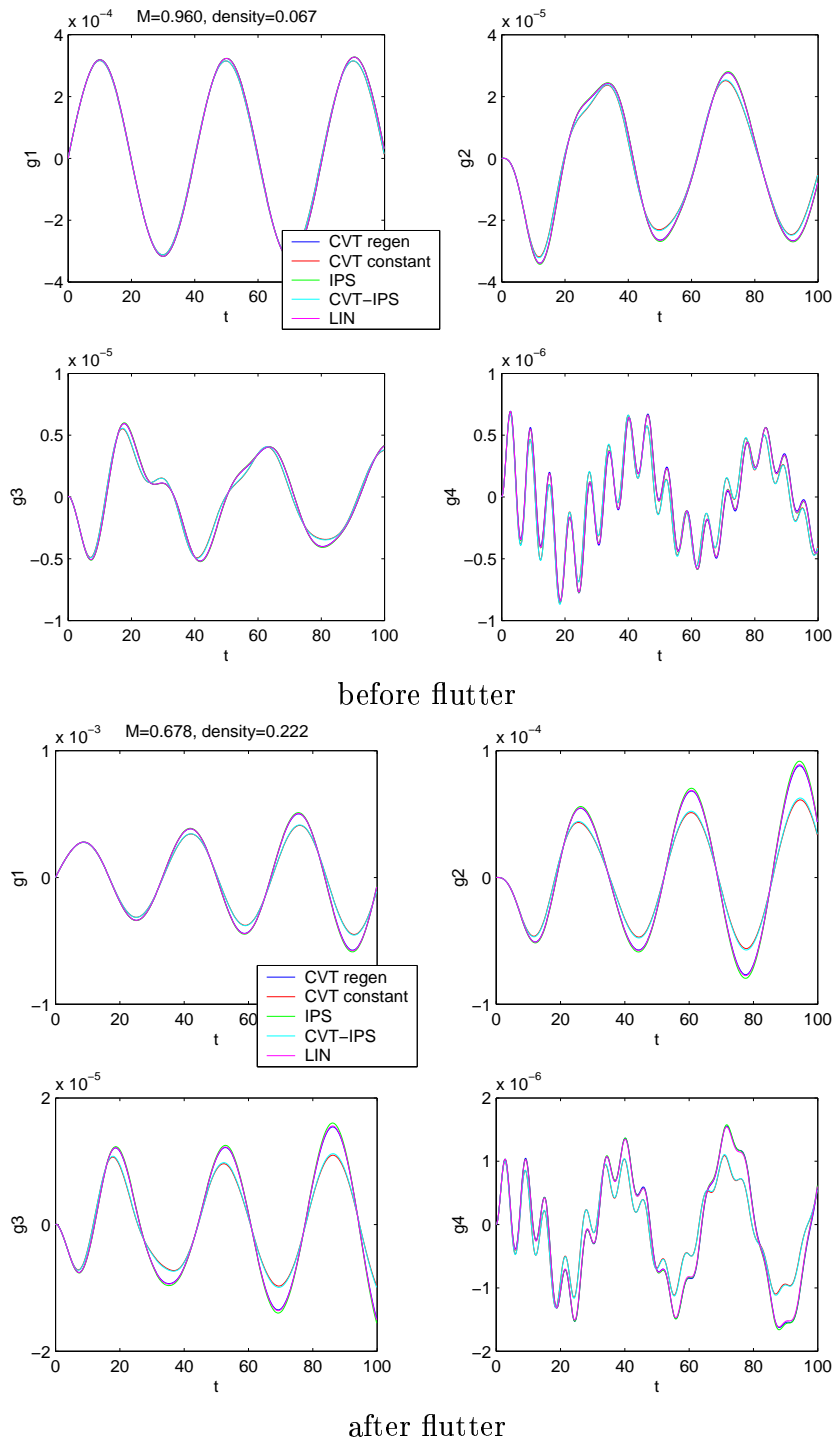 M=0.960, density=0.067
x 10−4
4
2
0
−2
−4
0 20 40 60 80 100
g1
t
x 10−5
4
2
0
−2
−4
0 20 40 60 80 100
g2
t
CVT regen
CVT constant
IPS
CVT−IPS
LIN
x 10−5
1
0.5
0
−0.5
−1
0 20 40 60 80 100
g3
t
x 10−6
1
0.5
0
−0.5
−1
0 20 40 60 80 100
g4
t
before flutter
M=0.678, density=0.222
x 10−3
1
0
−1
0 20 40 60 80 100
g1
t
x 10−4
1
0
−1
0 20 40 60 80 100
g2
t
CVT regen
CVT constant
IPS
CVT−IPS
LIN
x 10−5
2
1
0
−1
−2
0 20 40 60 80 100
g3
t
x 10−6
2
1
0
−1
−2
0 20 40 60 80 100
g4
t
after flutter